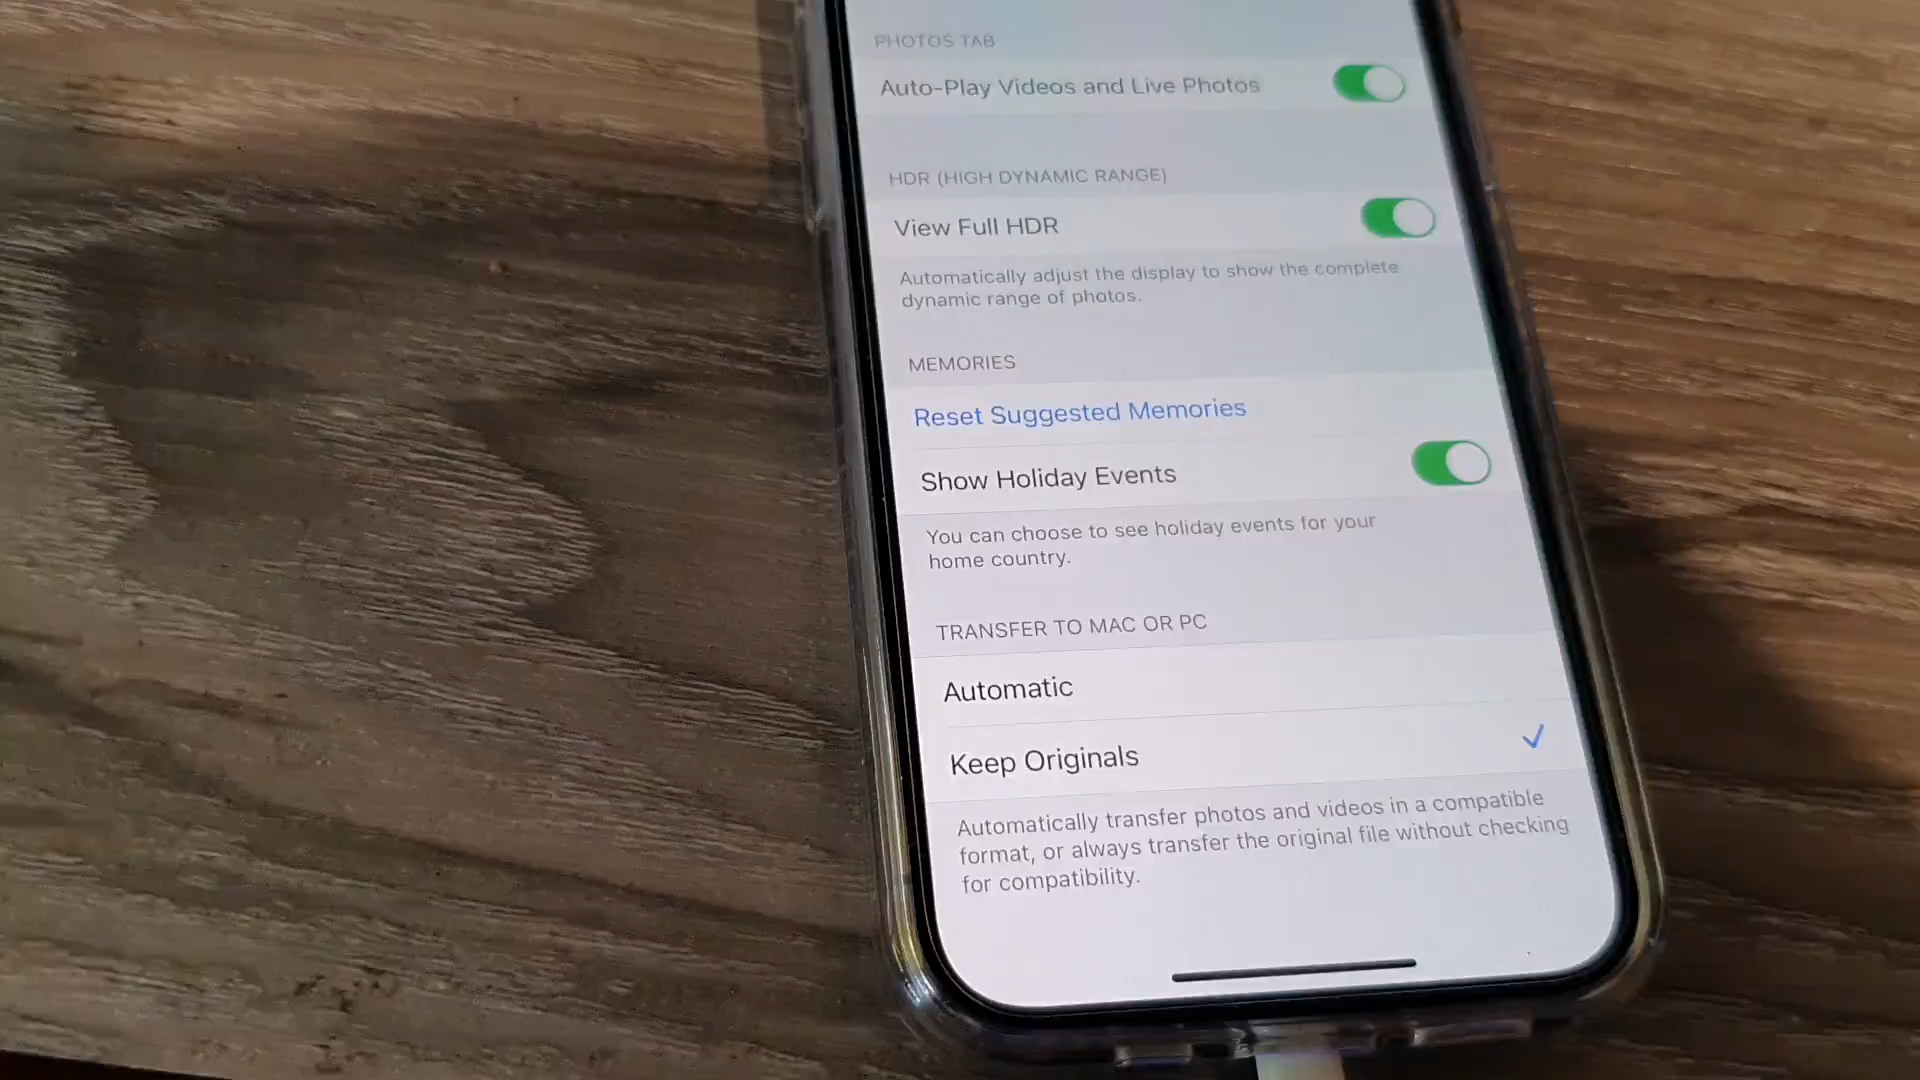 PHOTOS TAB
Auto-Play Videos and Live Photos
HDR (HIGH DYNAMIC RANGE)
View Full HDR
Automatically adjust the display to show the complete
dynamic range of photos.
MEMORIES
Reset Suggested Memories
Show Holiday Events
You can choose to see holiday events for your
home country.
TRANSFER TO MAC OR PC
Automatic
Keep Originals
Automatically transfer photos and videos in a compatible
format, or always transfer the original file without checking
for compatibility.